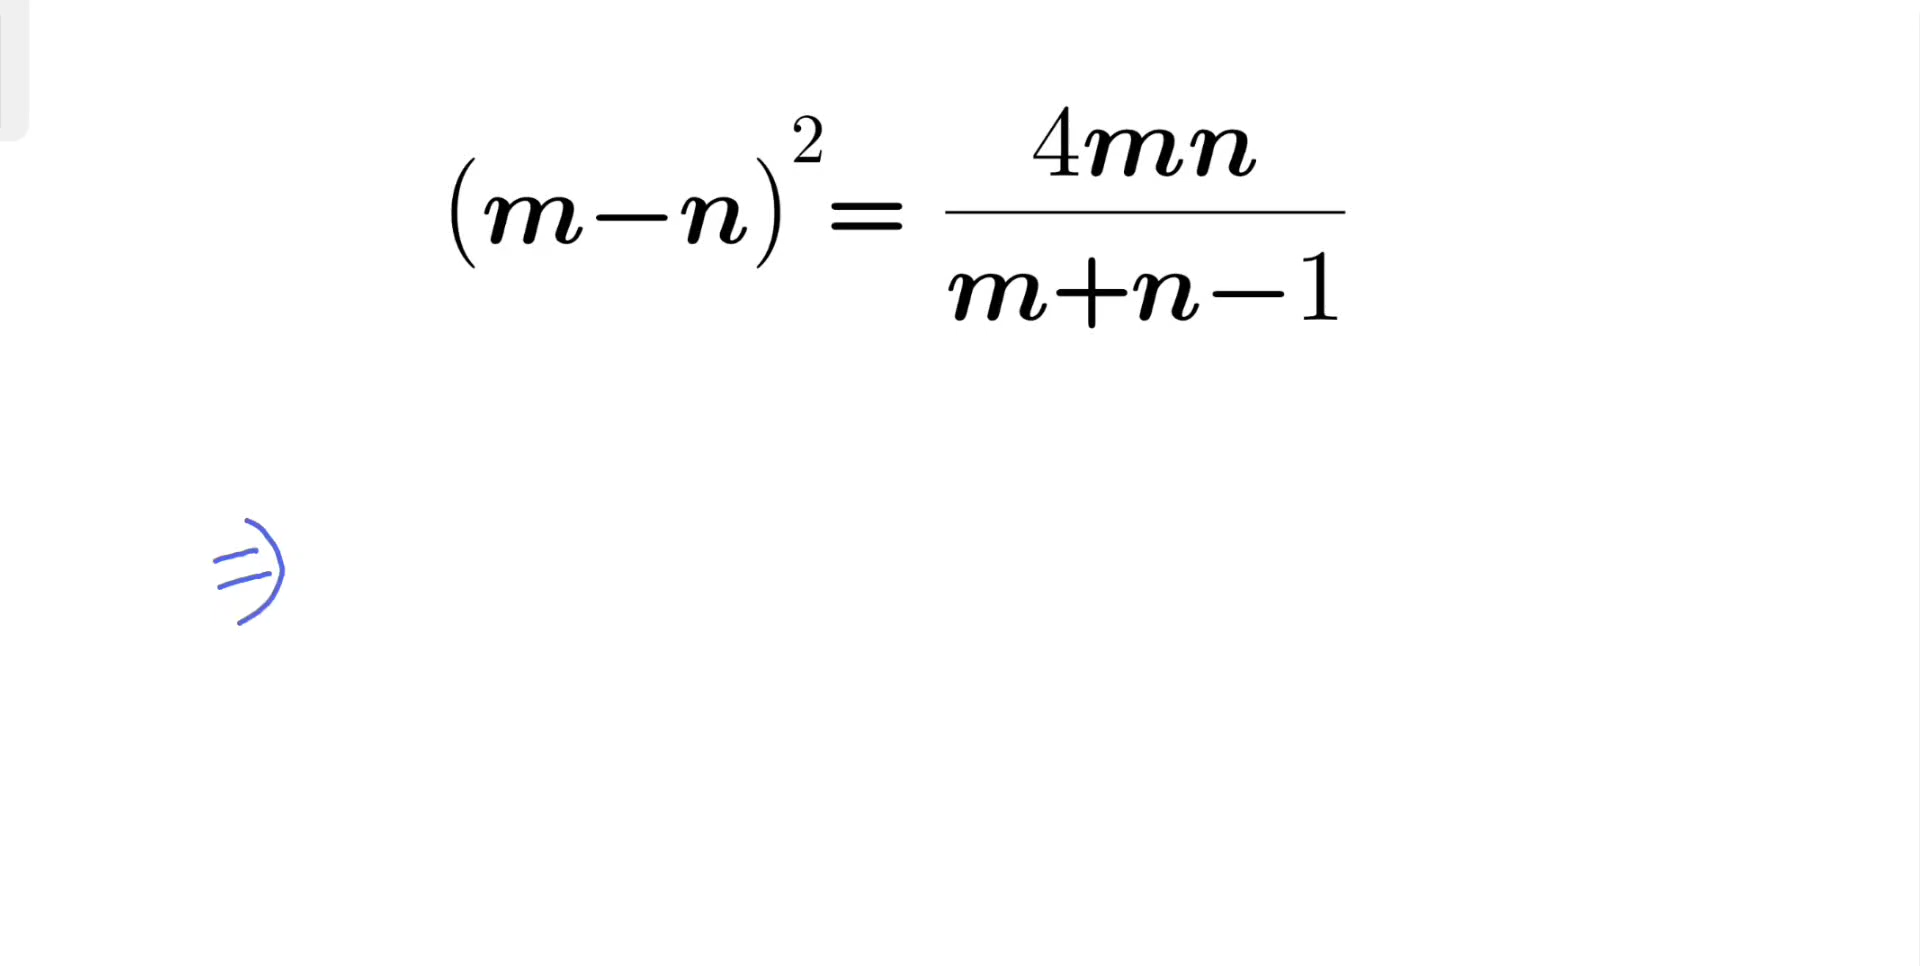 (m−n)² = 4mn / (m+n−1)
⇒